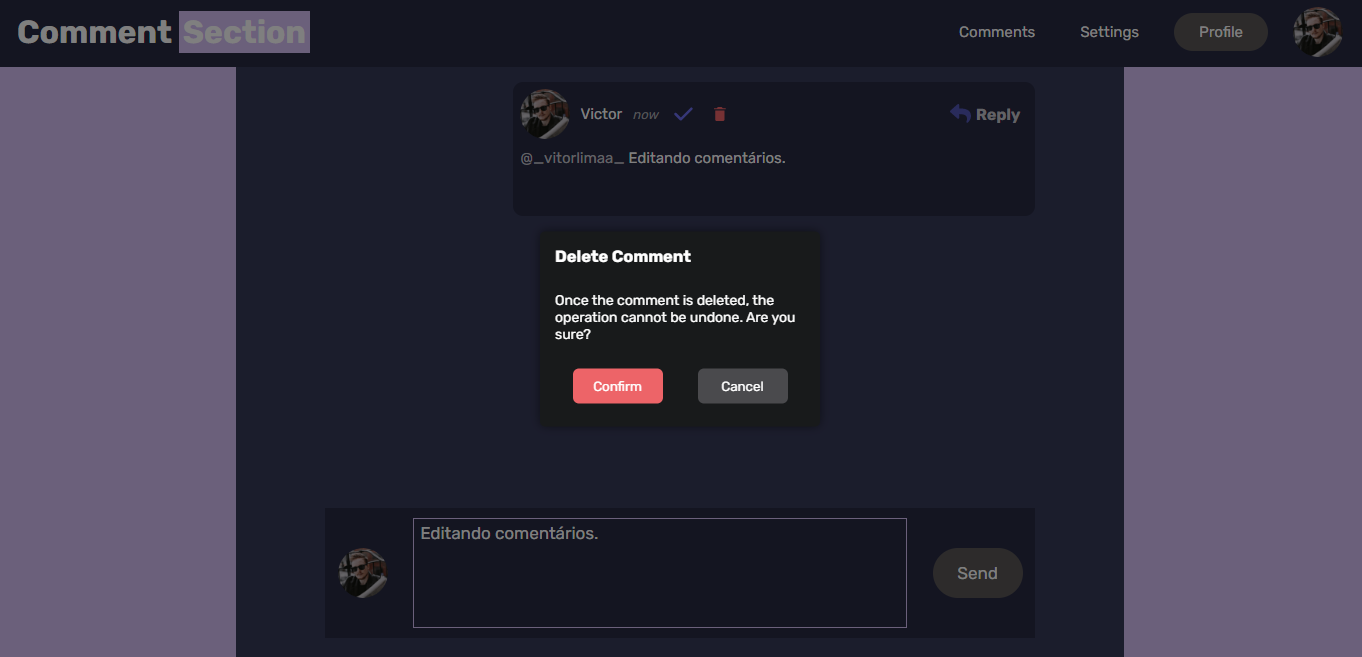 Comment Section
Comments Settings Profile
Victor now Reply
@_vitorlimaa_ Editando comentários.
Delete Comment
Once the comment is deleted, the
operation cannot be undone. Are you
sure?
Confirm Cancel
Editando comentários.
Send